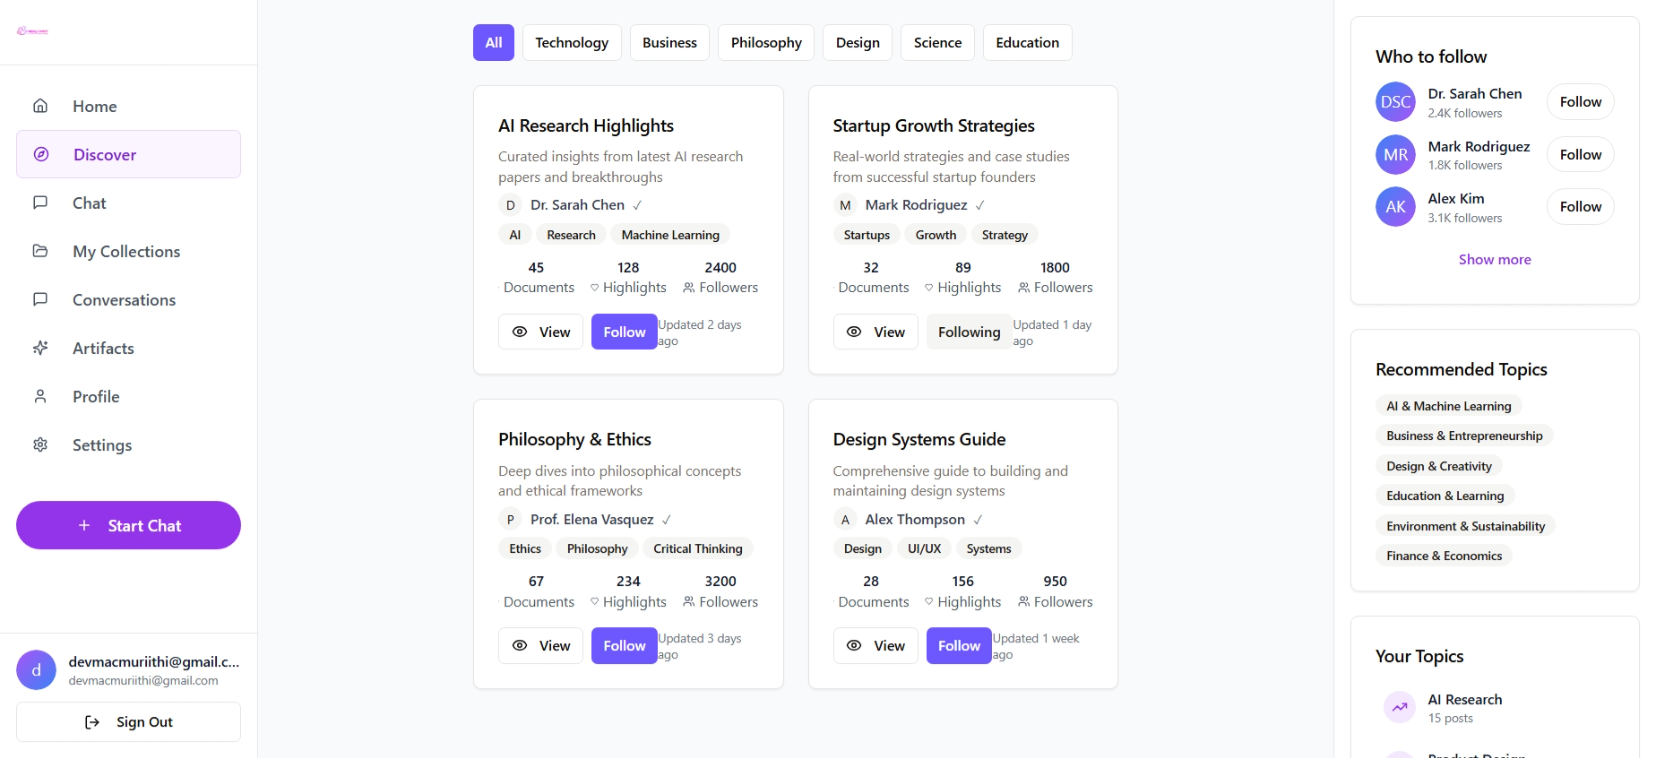 Home
Discover
Chat
My Collections
Conversations
Artifacts
Profile
Settings
+ Start Chat
d
devmacmuriithi@gmail.c...
devmacmuriithi@gmail.com
Sign Out
All
Technology
Business
Philosophy
Design
Science
Education
AI Research Highlights
Curated insights from latest AI research
papers and breakthroughs
D Dr. Sarah Chen ✓
AI Research Machine Learning
45 128 2400
Documents Highlights Followers
View Follow Updated 2 days
ago
Startup Growth Strategies
Real-world strategies and case studies
from successful startup founders
M Mark Rodriguez ✓
Startups Growth Strategy
32 89 1800
Documents Highlights Followers
View Following Updated 1 day
ago
Philosophy & Ethics
Deep dives into philosophical concepts
and ethical frameworks
P Prof. Elena Vasquez ✓
Ethics Philosophy Critical Thinking
67 234 3200
Documents Highlights Followers
View Follow Updated 3 days
ago
Design Systems Guide
Comprehensive guide to building and
maintaining design systems
A Alex Thompson ✓
Design UI/UX Systems
28 156 950
Documents Highlights Followers
View Follow Updated 1 week
ago
Who to follow
DSC Dr. Sarah Chen Follow
2.4K followers
MR Mark Rodriguez Follow
1.8K followers
AK Alex Kim Follow
3.1K followers
Show more
Recommended Topics
AI & Machine Learning
Business & Entrepreneurship
Design & Creativity
Education & Learning
Environment & Sustainability
Finance & Economics
Your Topics
AI Research
15 posts
Product Design